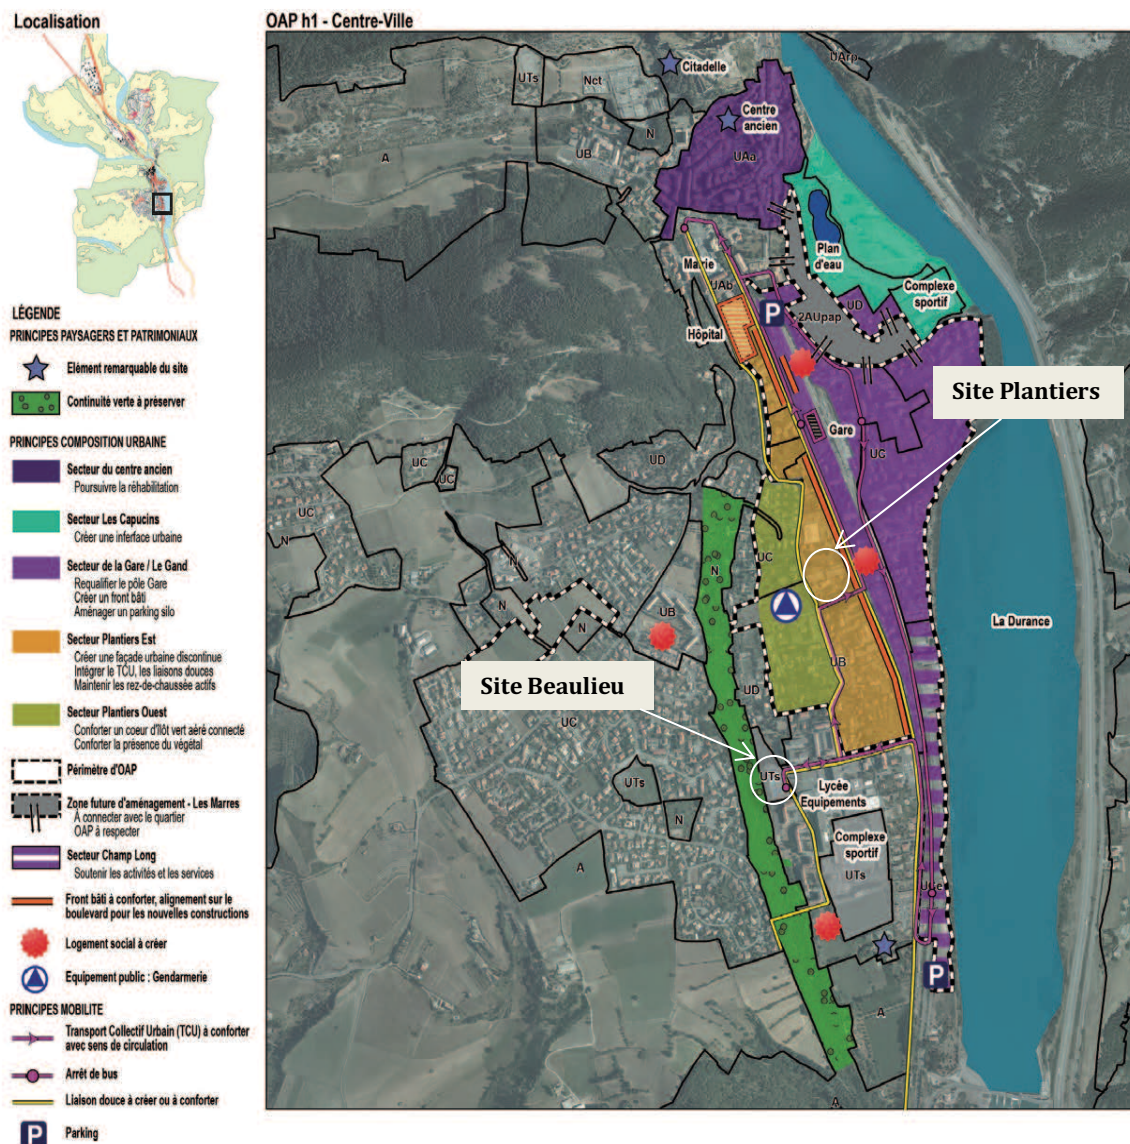 Localisation
OAP h1 - Centre-Ville
LÉGENDE
PRINCIPES PAYSAGERS ET PATRIMONIAUX
Elément remarquable du site
Continuité verte à préserver
PRINCIPES COMPOSITION URBAINE
Secteur du centre ancien
Poursuivre la réhabilitation
Secteur Les Capucins
Créer une inferface urbaine
Secteur de la Gare / Le Gand
Requalifier le pôle Gare
Créer un front bâti
Aménager un parking silo
Secteur Plantiers Est
Créer une façade urbaine discontinue
Intégrer le TCU, les liaisons douces
Maintenir les rez-de-chaussée actifs
Secteur Plantiers Ouest
Conforter un coeur d'îlôt vert aéré connecté
Conforter la présence du végétal
Périmètre d'OAP
Zone future d'aménagement - Les Marres
A connecter avec le quartier
OAP à respecter
Secteur Champ Long
Soutenir les activités et les services
Front bâti à conforter, alignement sur le
boulevard pour les nouvelles constructions
Logement social à créer
Equipement public : Gendarmerie
PRINCIPES MOBILITE
Transport Collectif Urbain (TCU) à conforter
avec sens de circulation
Arrêt de bus
Liaison douce à créer ou à conforter
P
Parking
UTs
Nct
Citadelle
UArp
Centre
ancien
N
UB
A
UAa
Plan
d'eau
Mairie
UAb
Complexe
sportif
UD
P
2AUpap
Hôpital
Site Plantiers
Gare
UD
UC
UC
UC
UC
N
UC
N
N
N
UB
UB
La Durance
Site Beaulieu
UD
UC
UTs
UTs
Lycée
Equipements
N
Complexe
sportif
UTs
A
UCe
P
A
A